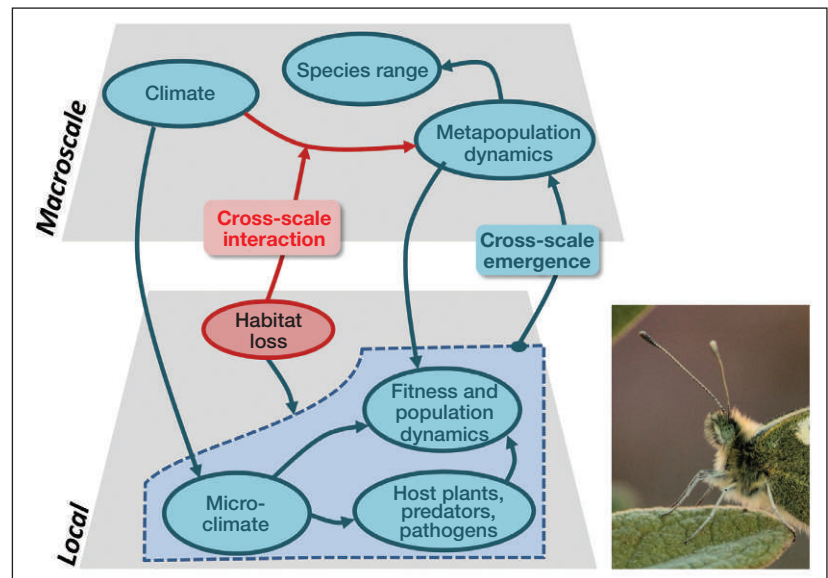 Macroscale
Climate
Species range
Metapopulation
dynamics
Cross-scale
interaction
Cross-scale
emergence
Local
Habitat
loss
Fitness and
population
dynamics
Micro-
climate
Host plants,
predators,
pathogens